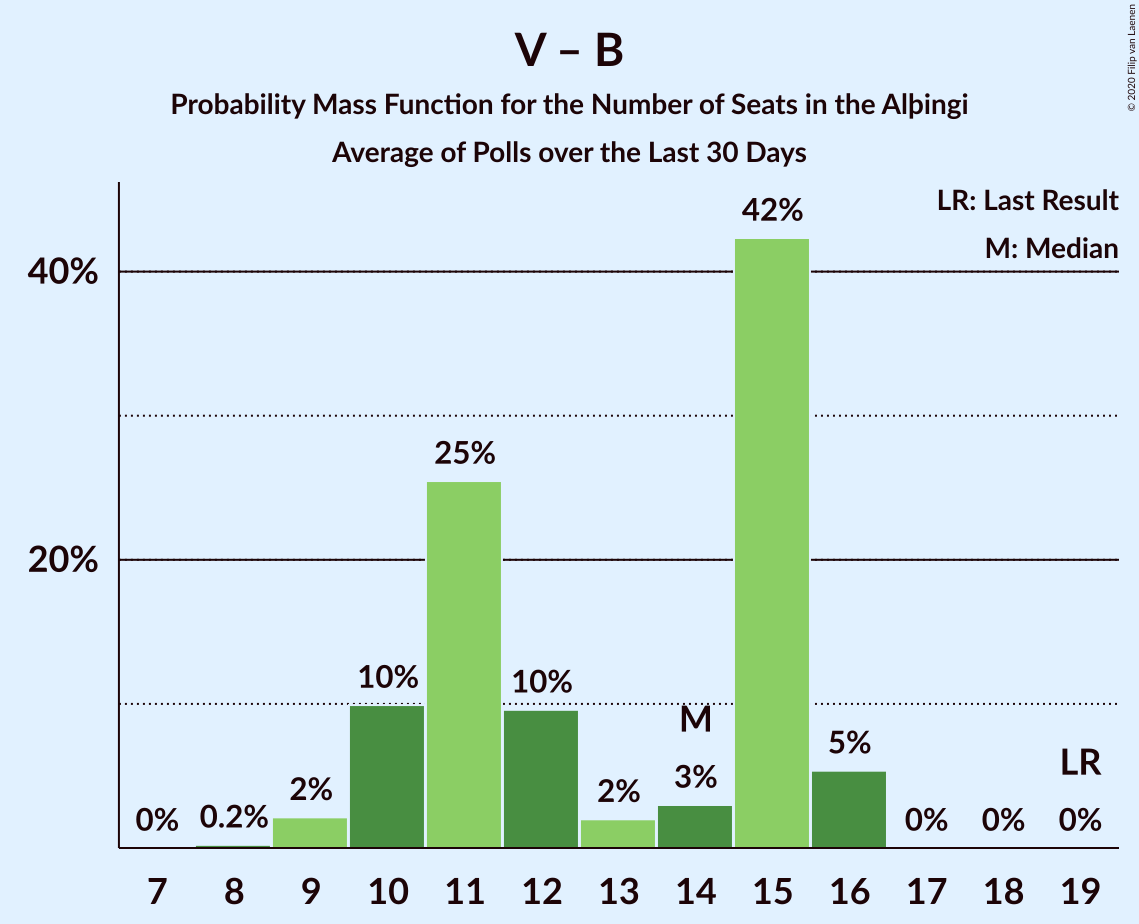 V – B
Probability Mass Function for the Number of Seats in the Alþingi
Average of Polls over the Last 30 Days
© 2020 Filip van Laenen
LR: Last Result
M: Median
40%
20%
0%
0.2%
2%
10%
25%
10%
2%
M
3%
42%
5%
0%
0%
LR
0%
7 8 9 10 11 12 13 14 15 16 17 18 19